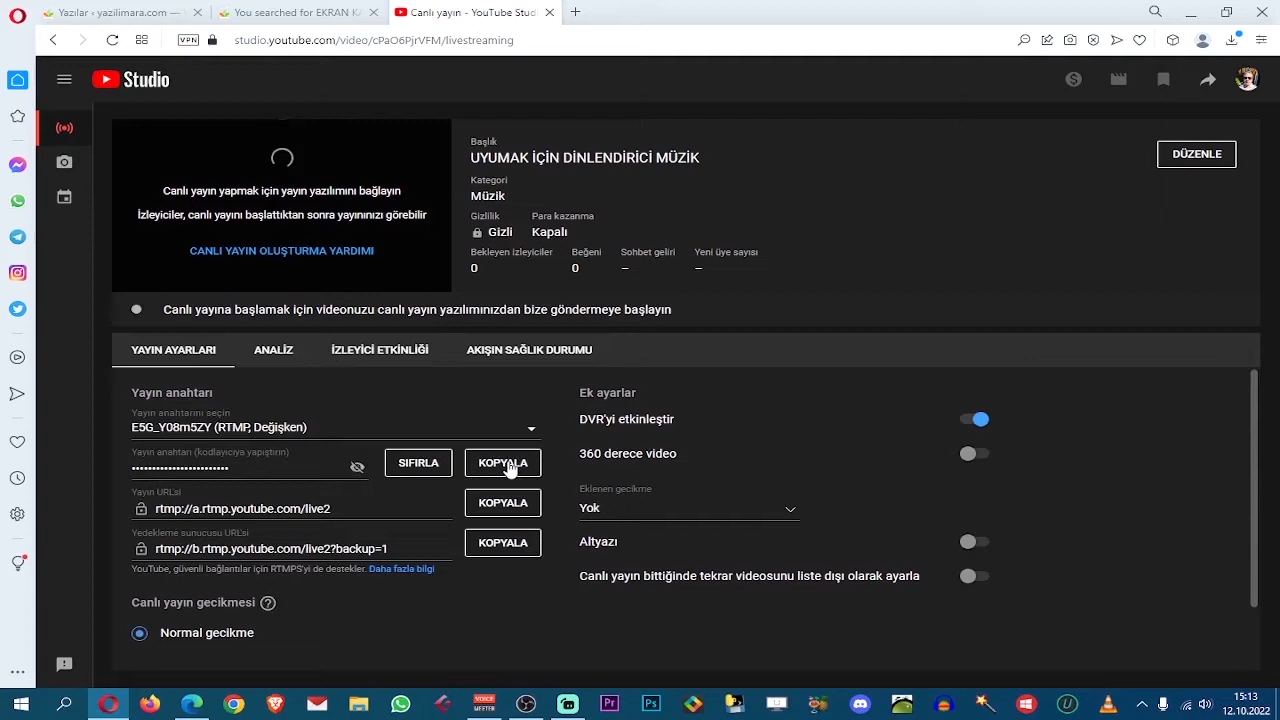 Yazılar • yazilimara.com —
You searched for EKRAN KA
Canlı yayın - YouTube Stud
VPN
studio.youtube.com/video/cPaO6PjrVFM/livestreaming
Studio
Canlı yayın yapmak için yayın yazılımını bağlayın
İzleyiciler, canlı yayını başlattıktan sonra yayınınızı görebilir
CANLI YAYIN OLUŞTURMA YARDIMI
Başlık
UYUMAK İÇİN DİNLENDİRİCİ MÜZİK
DÜZENLE
Kategori
Müzik
Gizlilik Para kazanma
Gizli Kapalı
Bekleyen izleyiciler Beğeni Sohbet geliri Yeni üye sayısı
0 0 – –
Canlı yayına başlamak için videonuzu canlı yayın yazılımınızdan bize göndermeye başlayın
YAYIN AYARLARI ANALİZ İZLEYİCİ ETKİNLİĞİ AKIŞIN SAĞLIK DURUMU
Yayın anahtarı
Yayın anahtarını seçin
E5G_Y08m5ZY (RTMP, Değişken)
Yayın anahtarı (kodlayıcıya yapıştırın)
••••••••••••••••••••••••
SIFIRLA
KOPYALA
Yayın URL'si
rtmp://a.rtmp.youtube.com/live2
KOPYALA
Yedekleme sunucusu URL'si
rtmp://b.rtmp.youtube.com/live2?backup=1
KOPYALA
YouTube, güvenli bağlantılar için RTMPS'yi de destekler. Daha fazla bilgi
Canlı yayın gecikmesi ?
Normal gecikme
Ek ayarlar
DVR'yi etkinleştir
360 derece video
Eklenen gecikme
Yok
Altyazı
Canlı yayın bittiğinde tekrar videosunu liste dışı olarak ayarla
VOICE
MEETER
Pr
Ps
15:13
12.10.2022